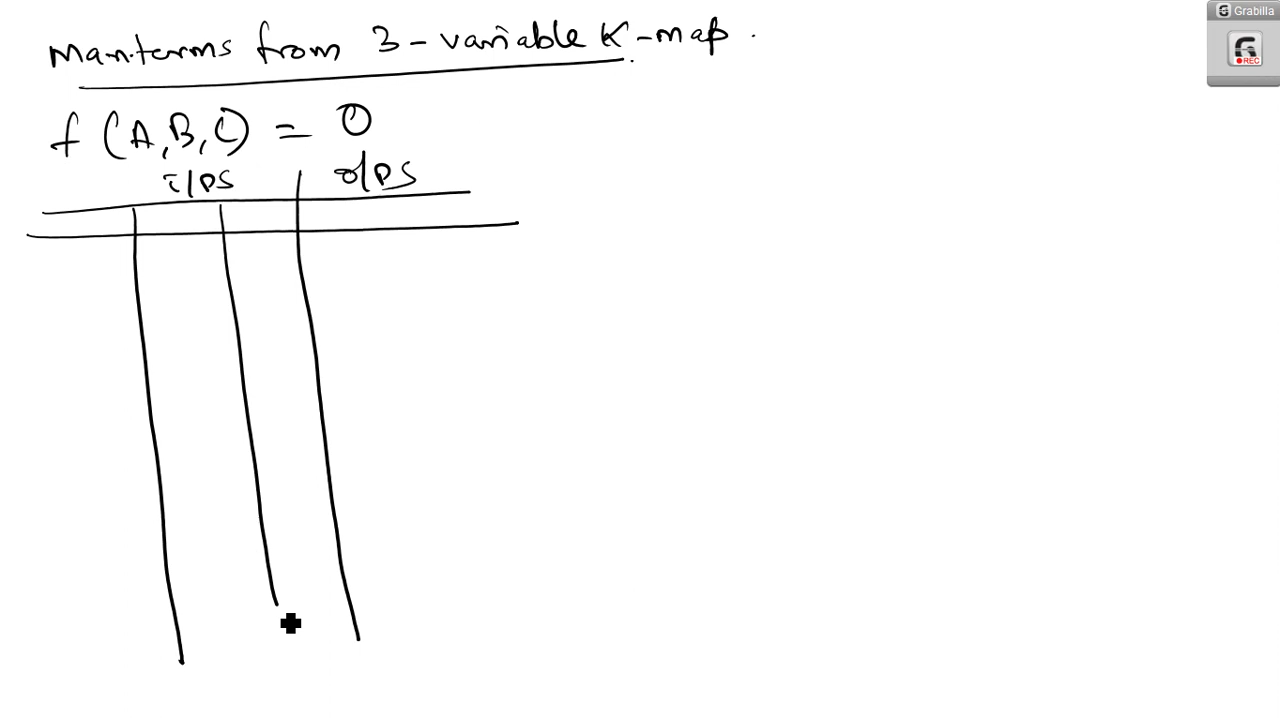 Maxterms from 3-variable K-map.
f (A,B,C) = 0
i/ps o/ps
Grabilla
REC